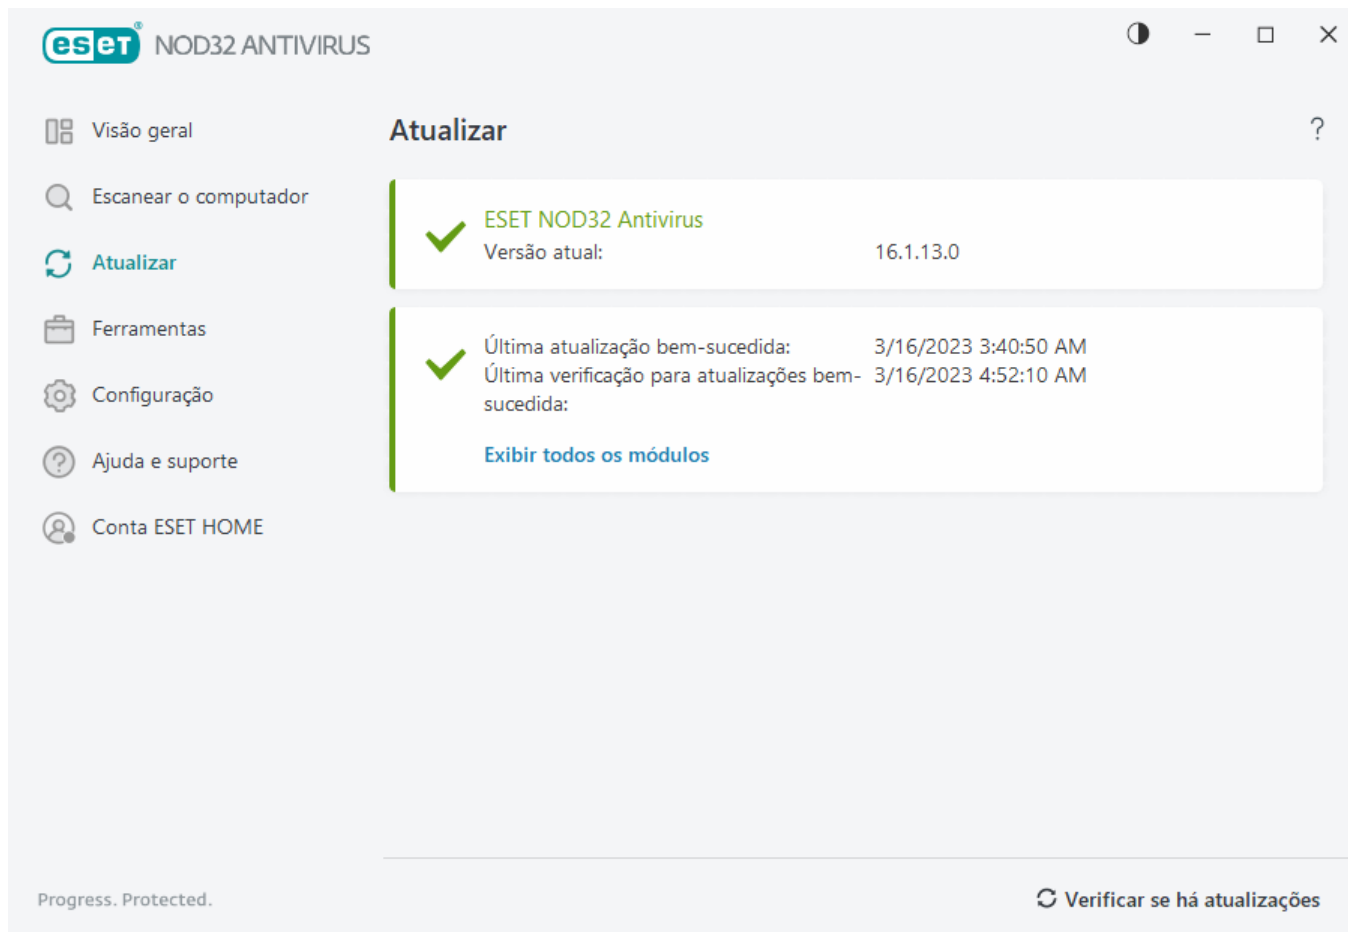 eset® NOD32 ANTIVIRUS
Visão geral
Escanear o computador
Atualizar
Ferramentas
Configuração
Ajuda e suporte
Conta ESET HOME
Atualizar
?
ESET NOD32 Antivirus
Versão atual: 16.1.13.0
Última atualização bem-sucedida: 3/16/2023 3:40:50 AM
Última verificação para atualizações bem- 3/16/2023 4:52:10 AM
sucedida:
Exibir todos os módulos
Progress. Protected.
Verificar se há atualizações